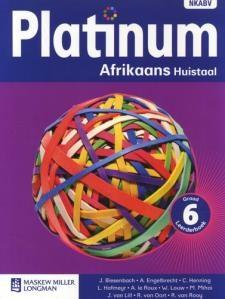 NKABV
Platinum
Afrikaans Huistaal
Graad
6
Leerderboek
MASKEW MILLER
LONGMAN
J. Biesenbach • A. Engelbrecht • C. Henning
L. Hofmeyr • A. le Roux • W. Louw • M. Mihai
J. van Lill • R. van Oort • R. van Rooy